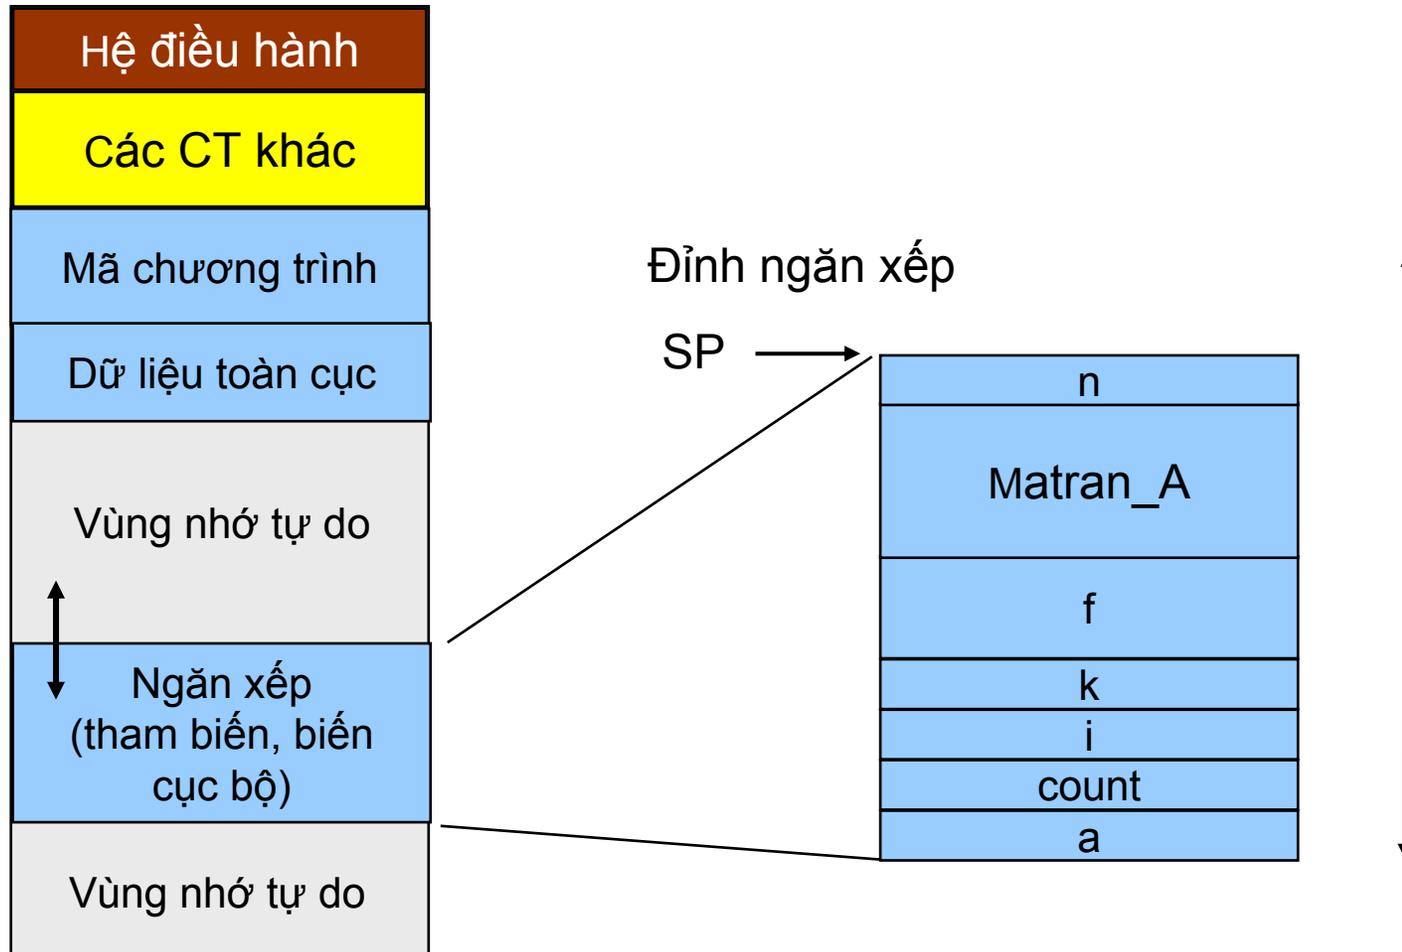 Hệ điều hành
Các CT khác
Mã chương trình
Dữ liệu toàn cục
Vùng nhớ tự do
Ngăn xếp
(tham biến, biến
cục bộ)
Vùng nhớ tự do
Đỉnh ngăn xếp
SP
n
Matran_A
f
k
i
count
a